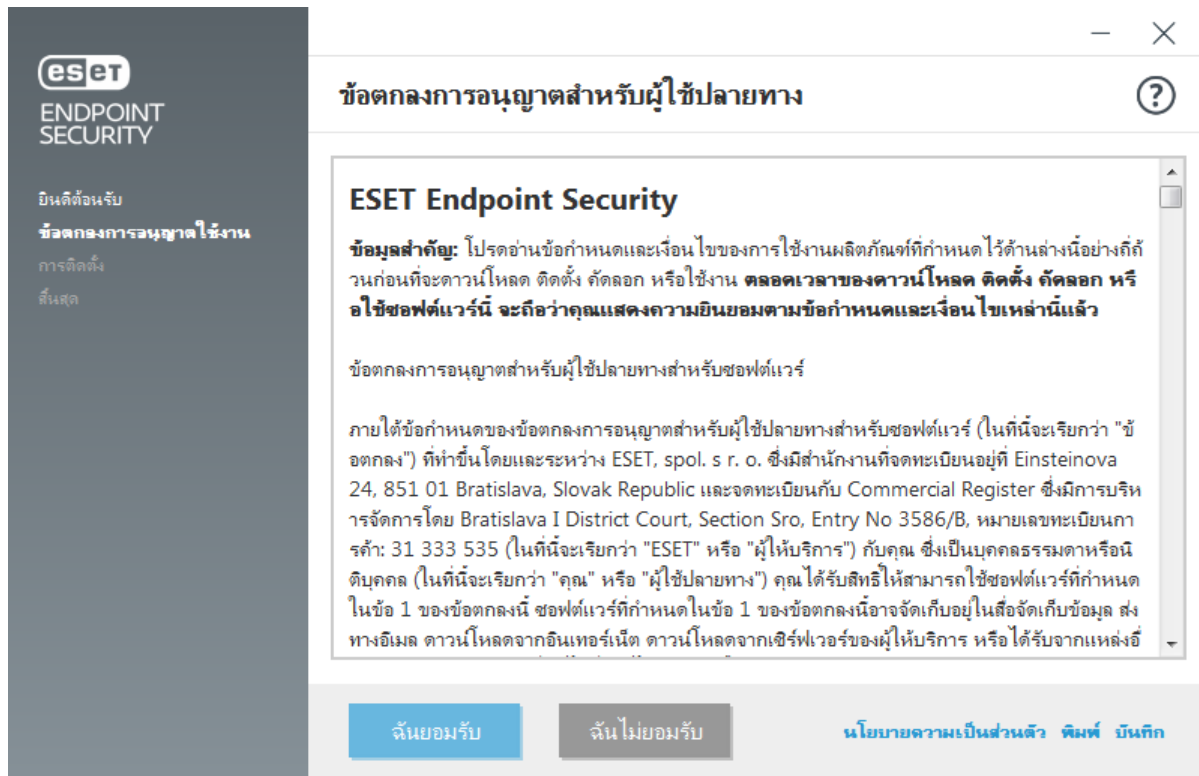 eset
ENDPOINT
SECURITY
ยินดีต้อนรับ
ข้อตกลงการอนุญาตใช้งาน
การติดตั้ง
สิ้นสุด
ข้อตกลงการอนุญาตสำหรับผู้ใช้ปลายทาง
?
ESET Endpoint Security
ข้อมูลสำคัญ: โปรดอ่านข้อกำหนดและเงื่อนไขของการใช้งานผลิตภัณฑ์ที่กำหนดไว้ด้านล่างนี้อย่างถี่ถ้
วนก่อนที่จะดาวน์โหลด ติดตั้ง คัดลอก หรือใช้งาน ตลอดเวลาของดาวน์โหลด ติดตั้ง คัดลอก หรื
อใช้ซอฟต์แวร์นี้ จะถือว่าคุณแสดงความยินยอมตามข้อกำหนดและเงื่อนไขเหล่านี้แล้ว
ข้อตกลงการอนุญาตสำหรับผู้ใช้ปลายทางสำหรับซอฟต์แวร์
ภายใต้ข้อกำหนดของข้อตกลงการอนุญาตสำหรับผู้ใช้ปลายทางสำหรับซอฟต์แวร์ (ในที่นี้จะเรียกว่า "ข้
อตกลง") ที่ทำขึ้นโดยและระหว่าง ESET, spol. s r. o. ซึ่งมีสำนักงานที่จดทะเบียนอยู่ที่ Einsteinova
24, 851 01 Bratislava, Slovak Republic และจดทะเบียนกับ Commercial Register ซึ่งมีการบริห
ารจัดการโดย Bratislava I District Court, Section Sro, Entry No 3586/B, หมายเลขทะเบียนกา
รค้า: 31 333 535 (ในที่นี้จะเรียกว่า "ESET" หรือ "ผู้ให้บริการ") กับคุณ ซึ่งเป็นบุคคลธรรมดาหรือนิ
ติบุคคล (ในที่นี้จะเรียกว่า "คุณ" หรือ "ผู้ใช้ปลายทาง") คุณได้รับสิทธิ์ให้สามารถใช้ซอฟต์แวร์ที่กำหนด
ในข้อ 1 ของข้อตกลงนี้ ซอฟต์แวร์ที่กำหนดในข้อ 1 ของข้อตกลงนี้อาจจัดเก็บอยู่ในสื่อจัดเก็บข้อมูล ส่ง
ทางอีเมล ดาวน์โหลดจากอินเทอร์เน็ต ดาวน์โหลดจากเซิร์ฟเวอร์ของผู้ให้บริการ หรือได้รับจากแหล่งอื่
ฉันยอมรับ
ฉันไม่ยอมรับ
นโยบายความเป็นส่วนตัว พิมพ์ บันทึก